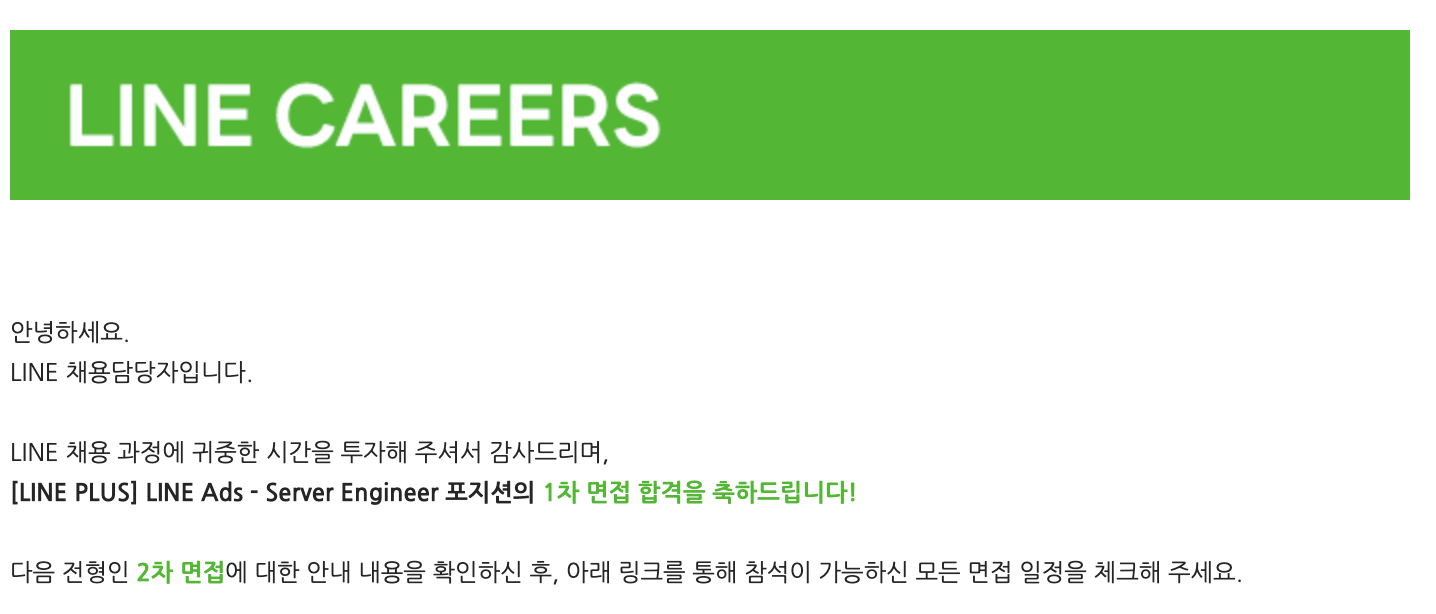 LINE CAREERS
안녕하세요.
LINE 채용담당자입니다.
LINE 채용 과정에 귀중한 시간을 투자해 주셔서 감사드리며,
[LINE PLUS] LINE Ads - Server Engineer 포지션의 1차 면접 합격을 축하드립니다!
다음 전형인 2차 면접에 대한 안내 내용을 확인하신 후, 아래 링크를 통해 참석이 가능하신 모든 면접 일정을 체크해 주세요.